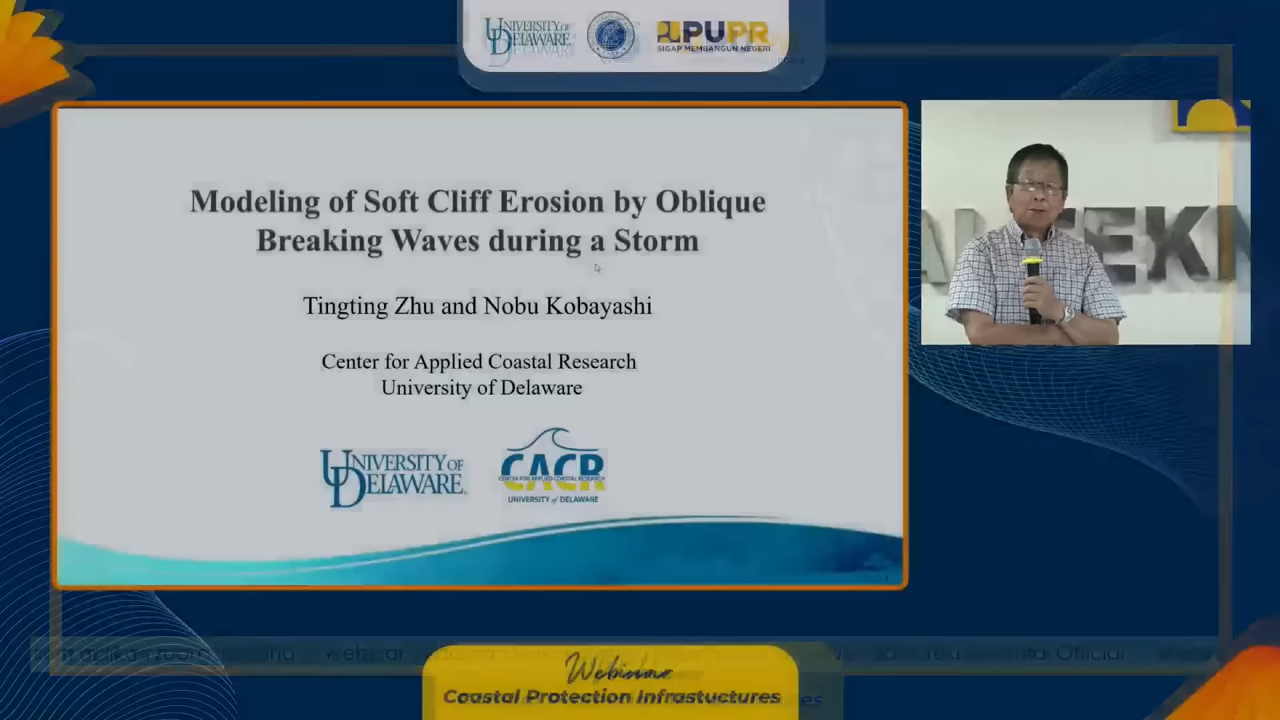 UNIVERSITY OF
DELAWARE
PUPR
SIGAP MEMBANGUN NEGERI
Modeling of Soft Cliff Erosion by Oblique
Breaking Waves during a Storm
Tingting Zhu and Nobu Kobayashi
Center for Applied Coastal Research
University of Delaware
UNIVERSITY OF
DELAWARE
CACR
CENTER FOR APPLIED COASTAL RESEARCH
UNIVERSITY of DELAWARE
TEKN
Webinar
Coastal Protection Infrastuctures